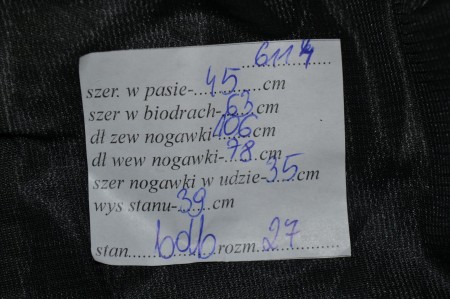 6114
szer. w pasie-45cm
szer w biodrach-63cm
dł zew nogawki-106cm
dl wew nogawki-78cm
szer nogawki w udzie-35cm
wys stanu-39cm
stan bdb rozm. 27